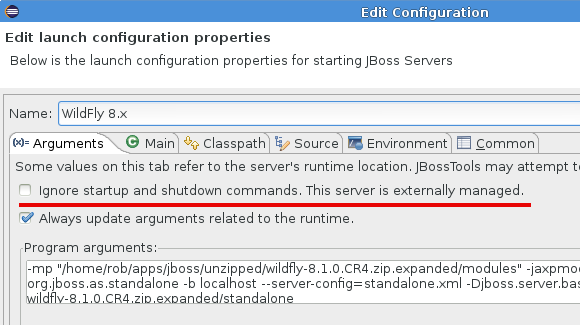 Edit Configuration
Edit launch configuration properties
Below is the launch configuration properties for starting JBoss Servers
Name: WildFly 8.x
(x)= Arguments Main Classpath Source Environment Common
Some values on this tab refer to the server's runtime location. JBossTools may attempt to
Ignore startup and shutdown commands. This server is externally managed.
Always update arguments related to the runtime.
Program arguments:
-mp "/home/rob/apps/jboss/unzipped/wildfly-8.1.0.CR4.zip.expanded/modules" -jaxpmod
org.jboss.as.standalone -b localhost --server-config=standalone.xml -Djboss.server.bas
wildfly-8.1.0.CR4.zip.expanded/standalone